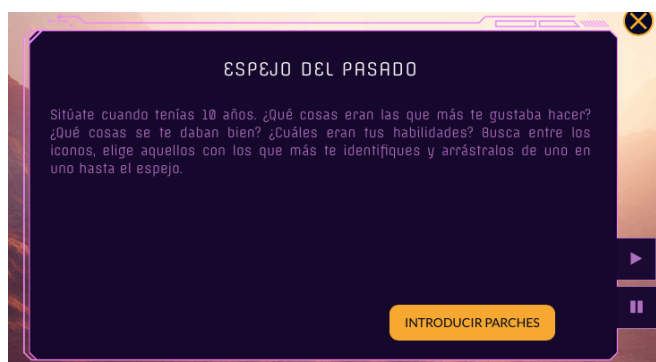 ESPEJO DEL PASADO
Sitúate cuando tenías 10 años. ¿Qué cosas eran las que más te gustaba hacer?
¿Qué cosas se te daban bien? ¿Cuáles eran tus habilidades? Busca entre los
iconos, elige aquellos con los que más te identifiques y arrástralos de uno en
uno hasta el espejo.
INTRODUCIR PARCHES